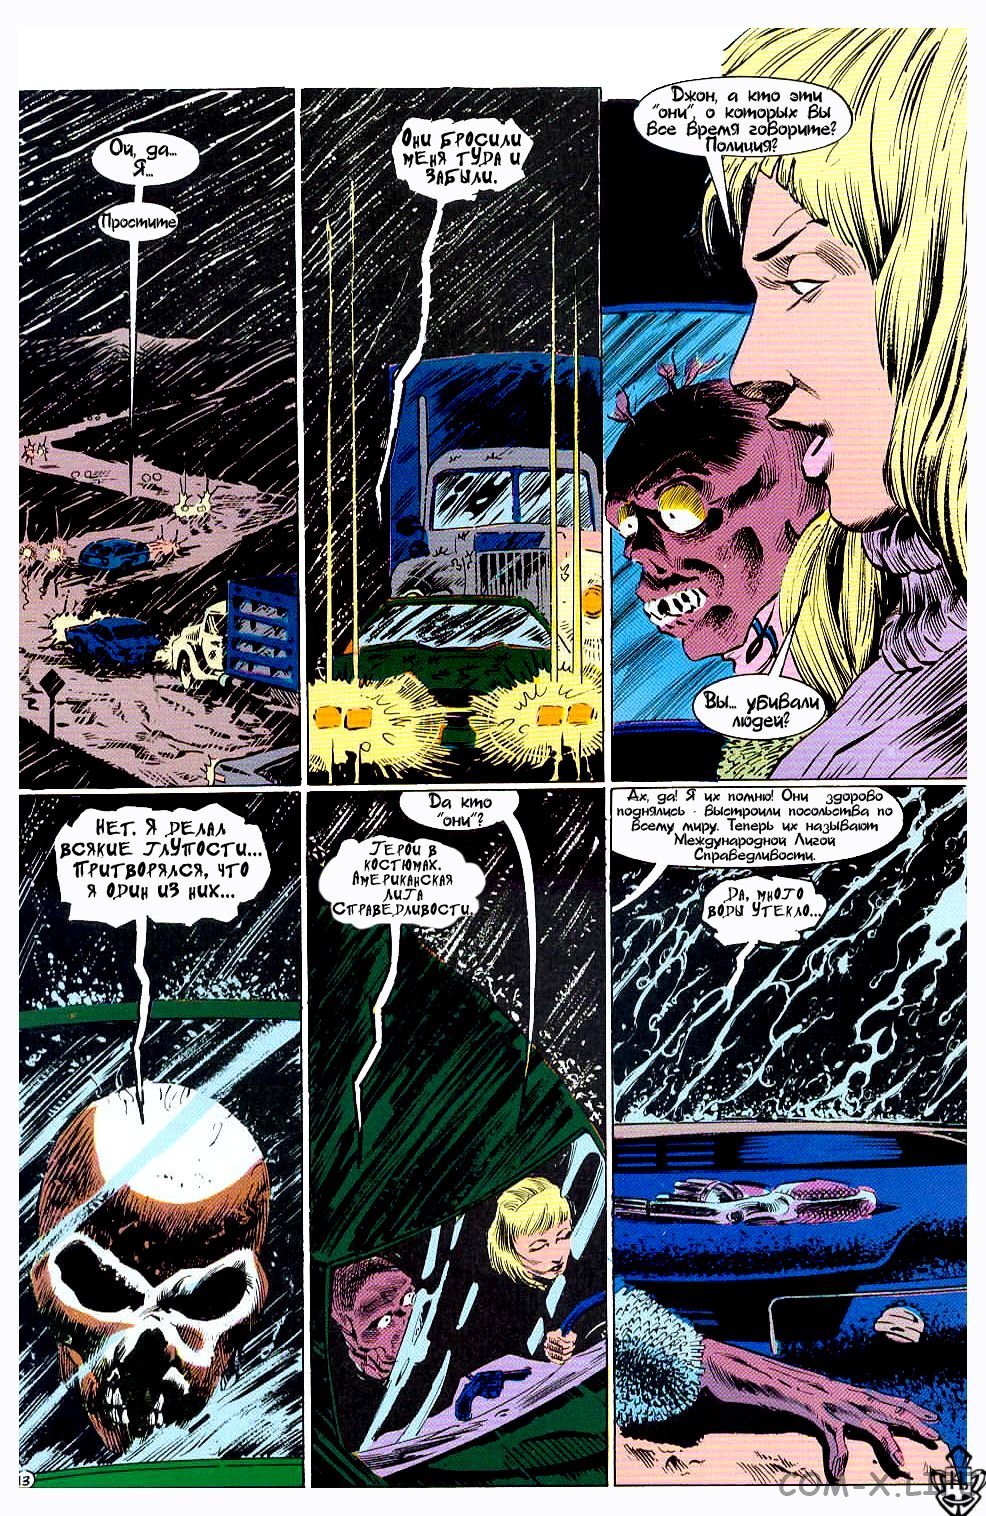 Ой, да...
Я...
Простите
Они бросили
меня туда и
забыли.
Джон, а кто эти
"они", о которых вы
все время говорите?
Полиция?
Вы... убивали
людей?
Нет. Я делал
всякие глупости...
Притворялся, что
я один из них...
Да кто
"они"?
Герои в
костюмах.
Американская
Лига
Справедливости.
Ах, да! Я их помню! Они здорово
поднялись - выстроили посольства по
всему миру. Теперь их называют
Международной Лигой
Справедливости.
Да, много
воды утекло...
13